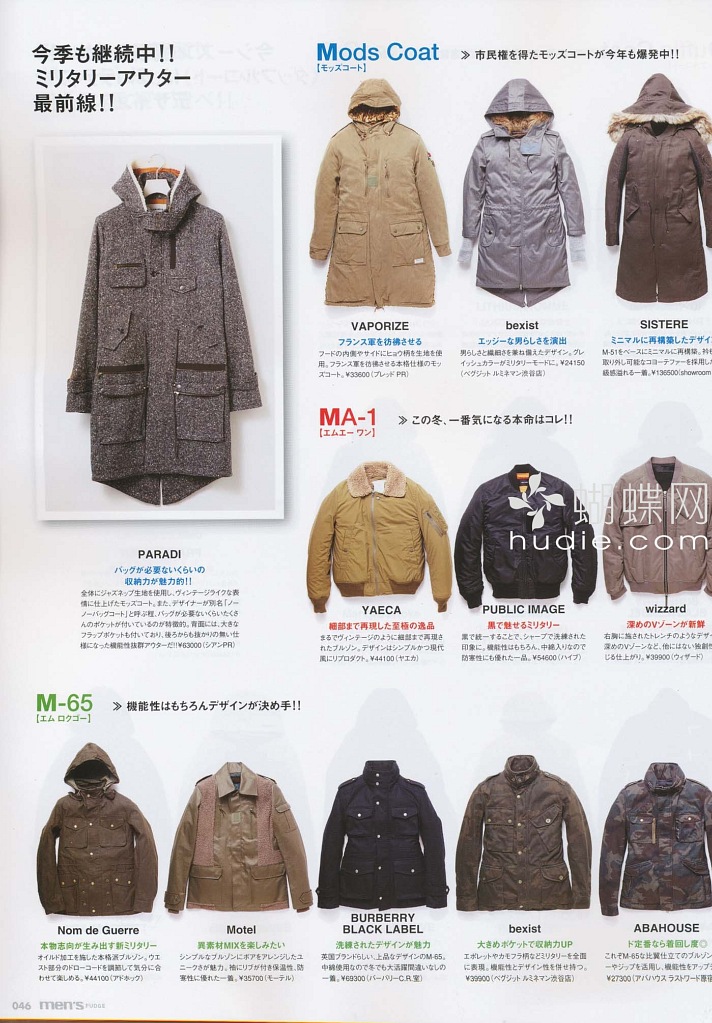 今季も継続中!!
ミリタリーアウター
最前線!!
PARADI
バッグが必要ないくらいの
収納力が魅力的!!
全体にジャズネップ生地を使用し、ヴィンテージライクな表
情に仕上げたモッズコート。また、デザイナーが別名「ノー
ノーバッグコート」と呼ぶ程、バッグが必要ないくらいたくさ
んのポケットが付いているのが特徴的。背面には、大きな
フラップポケットも付いており、後ろからも抜かりの無い仕
様になった機能性抜群アウターだ!!¥63000(シアンPR)
Mods Coat
【モッズコート】
≫ 市民権を得たモッズコートが今年も爆発中!!
VAPORIZE
フランス軍を彷彿させる
フードの内側やサイドにヒョウ柄を生地を使
用。フランス軍を彷彿させる本格仕様のモッ
ズコート。¥33600(ブレッド PR)
bexist
エッジーな男らしさを演出
男らしさと繊細さを兼ね備えたデザイン。グレ
イッシュカラーがミリタリーモードに。¥24150
(ベグジット ルミネマン渋谷店)
SISTERE
ミニマルに再構築したデザイ
M-51をベースにミニマルに再構築。衿
取り外し可能なコヨーテファーを採用し
級感溢れる一着。¥136500(showroom
MA-1
【エムエー ワン】
≫ この冬、一番気になる本命はコレ!!
蝴蝶网
hudie.com
YAECA
細部まで再現した至極の逸品
まるでヴィンテージのように細部まで再現さ
れたブルゾン。デザインはシンプルかつ現代
風にリプロダクト。¥44100(ヤエカ)
PUBLIC IMAGE
黒で魅せるミリタリー
黒で統一することで、シャープで洗練された
印象に。機能性はもちろん、中綿入りなので
防寒性にも優れた一品。¥54600(ハイブ)
wizzard
深めのVゾーンが新鮮
右胸に施されたトレンチのようなデザイ
深めのVゾーンなど、他にはない独創性
じる仕上がり。¥39900(ウィザード)
M-65
【エム ロクゴー】
≫ 機能性はもちろんデザインが決め手!!
Nom de Guerre
本物志向が生み出す新ミリタリー
オイルド加工を施した本格派ブルゾン。ウエ
スト部分のドローコードを調節して気分に合
わせて楽しめる。¥44100(アドホック)
Motel
異素材MIXを楽しみたい
シンプルなブルゾンにボアをアレンジしたユ
ニークさが魅力。袖にリブが付き保温性、防
寒性に優れた一着。¥35700(モーテル)
BURBERRY
BLACK LABEL
洗練されたデザインが魅力
英国ブランドらしい、上品なデザインのM-65。
中綿使用なので冬でも大活躍間違いなしの
一着。¥69300(バーバリーC.R.室)
bexist
大きめポケットで収納力UP
エポレットやカモフラ柄などミリタリーを全面
に表現。機能性とデザイン性を併せ持つ。
¥39900(ベグジット ルミネマン渋谷店)
ABAHOUSE
ド定番なら着回し度◎
これぞM-65な比翼仕立てのブルゾン
ーやジップを活用し、機能性をアップ
¥27300(アバハウス ラストワード原宿
046 men's FUDGE